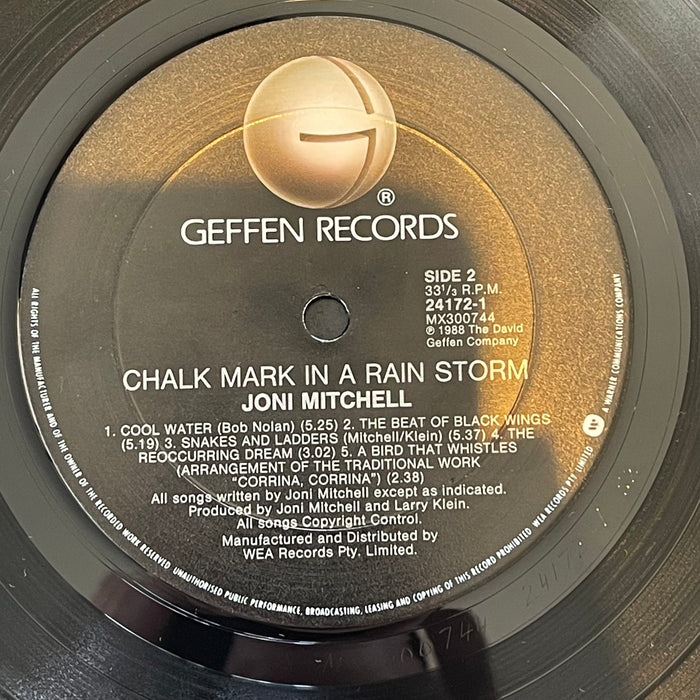 G
®
GEFFEN RECORDS
SIDE 2
33⅓ R.P.M.
24172-1
MX300744
℗ 1988 The David
Geffen Company
CHALK MARK IN A RAIN STORM
JONI MITCHELL
1. COOL WATER (Bob Nolan) (5.25) 2. THE BEAT OF BLACK WINGS
(5.19) 3. SNAKES AND LADDERS (Mitchell/Klein) (5.37) 4. THE
REOCCURRING DREAM (3.02) 5. A BIRD THAT WHISTLES
(ARRANGEMENT OF THE TRADITIONAL WORK
"CORRINA, CORRINA") (2.38)
All songs written by Joni Mitchell except as indicated.
Produced by Joni Mitchell and Larry Klein.
All songs Copyright Control.
Manufactured and Distributed by
WEA Records Pty. Limited.
ALL RIGHTS OF THE MANUFACTURER AND OF THE OWNER OF THE RECORDED WORK RESERVED UNAUTHORISED PUBLIC PERFORMANCE, BROADCASTING, LEASING AND COPYING OF THIS RECORD PROHIBITED WEA RECORDS PTY. LIMITED A WARNER COMMUNICATIONS COMPANY